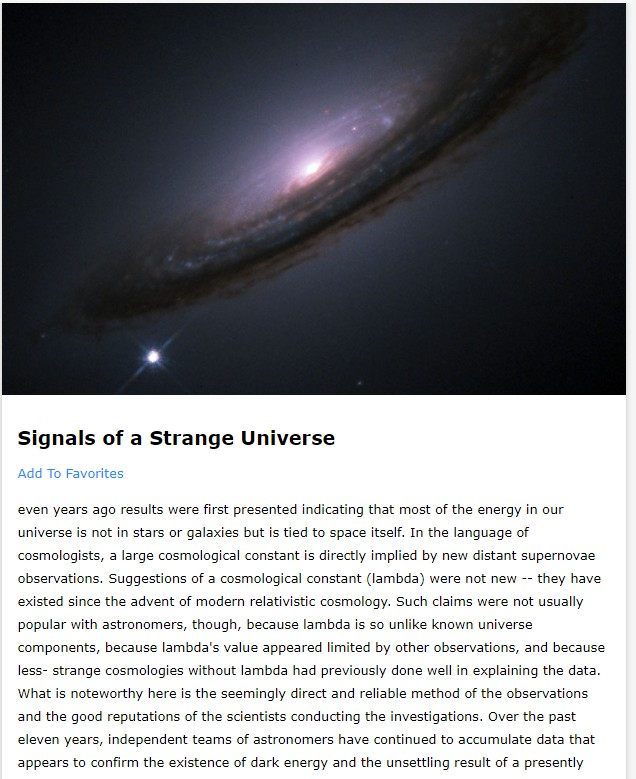 Signals of a Strange Universe
Add To Favorites
even years ago results were first presented indicating that most of the energy in our
universe is not in stars or galaxies but is tied to space itself. In the language of
cosmologists, a large cosmological constant is directly implied by new distant supernovae
observations. Suggestions of a cosmological constant (lambda) were not new -- they have
existed since the advent of modern relativistic cosmology. Such claims were not usually
popular with astronomers, though, because lambda is so unlike known universe
components, because lambda's value appeared limited by other observations, and because
less- strange cosmologies without lambda had previously done well in explaining the data.
What is noteworthy here is the seemingly direct and reliable method of the observations
and the good reputations of the scientists conducting the investigations. Over the past
eleven years, independent teams of astronomers have continued to accumulate data that
appears to confirm the existence of dark energy and the unsettling result of a presently